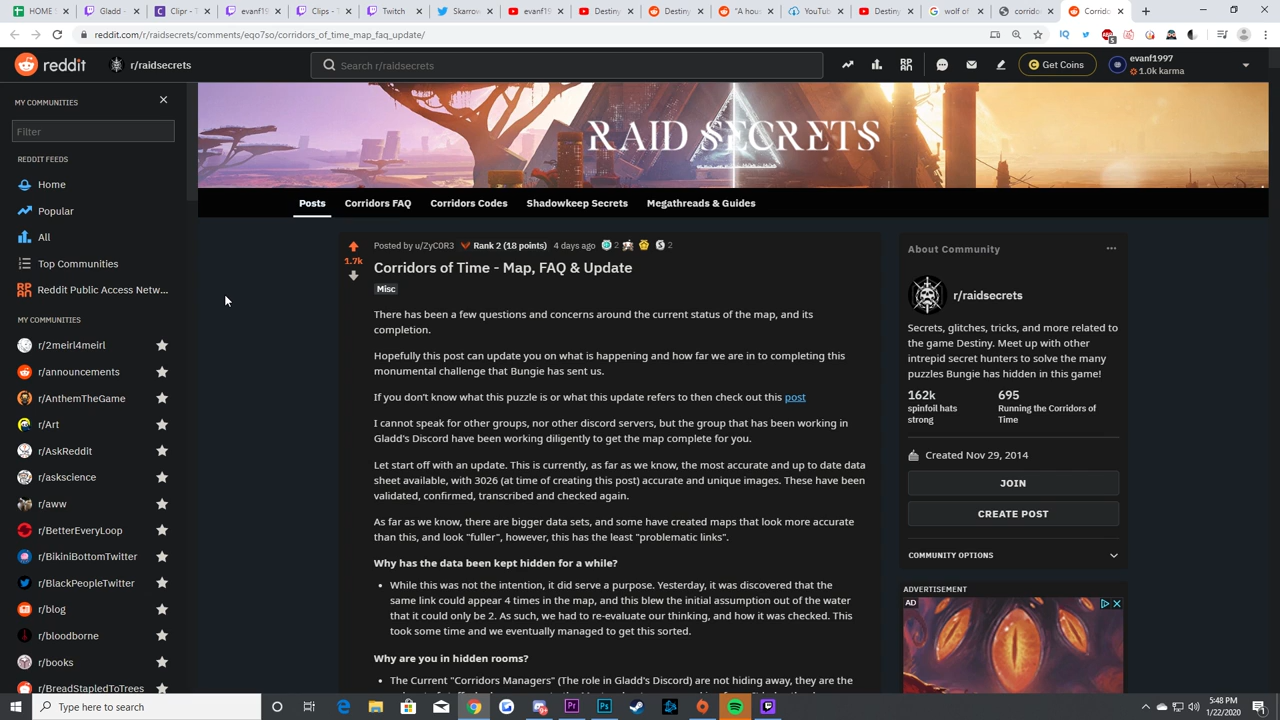 HOME
Gladd -
Clip -
evanf19
Clips -
Twitch
Skarrow
evanf19
Destiny
Destiny
"A hour
YouTub
Destiny
wolf of
corrido
Corrido
reddit.com/r/raidsecrets/comments/eqo7so/corridors_of_time_map_faq_update/
5
reddit
r/raidsecrets
Search r/raidsecrets
Get Coins
evanf1997
1.0k karma
MY COMMUNITIES
Filter
REDDIT FEEDS
Home
Popular
All
Top Communities
Reddit Public Access Netw...
MY COMMUNITIES
r/2meirl4meirl
r/announcements
r/AnthemTheGame
r/Art
r/AskReddit
r/askscience
r/aww
r/BetterEveryLoop
r/BikiniBottomTwitter
r/BlackPeopleTwitter
r/blog
r/bloodborne
r/books
r/BreadStapledToTrees
RAID SECRETS
Posts
Corridors FAQ
Corridors Codes
Shadowkeep Secrets
Megathreads & Guides
1.7k
Posted by u/ZyC0R3 Rank 2 (18 points) 4 days ago 2 2
Corridors of Time - Map, FAQ & Update
Misc
There has been a few questions and concerns around the current status of the map, and its
completion.
Hopefully this post can update you on what is happening and how far we are in to completing this
monumental challenge that Bungie has sent us.
If you don't know what this puzzle is or what this update refers to then check out this post
I cannot speak for other groups, nor other discord servers, but the group that has been working in
Gladd's Discord have been working diligently to get the map complete for you.
Let start off with an update. This is currently, as far as we know, the most accurate and up to date data
sheet available, with 3026 (at time of creating this post) accurate and unique images. These have been
validated, confirmed, transcribed and checked again.
As far as we know, there are bigger data sets, and some have created maps that look more accurate
than this, and look "fuller", however, this has the least "problematic links".
Why has the data been kept hidden for a while?
• While this was not the intention, it did serve a purpose. Yesterday, it was discovered that the
same link could appear 4 times in the map, and this blew the initial assumption out of the water
that it could only be 2. As such, we had to re-evaluate our thinking, and how it was checked. This
took some time and we eventually managed to get this sorted.
Why are you in hidden rooms?
• The Current "Corridors Managers" (The role in Gladd's Discord) are not hiding away, they are the
About Community
r/raidsecrets
Secrets, glitches, tricks, and more related to
the game Destiny. Meet up with other
intrepid secret hunters to solve the many
puzzles Bungie has hidden in this game!
162k
spinfoil hats
strong
695
Running the Corridors of
Time
Created Nov 29, 2014
JOIN
CREATE POST
COMMUNITY OPTIONS
ADVERTISEMENT
AD
Type here to search
5:48 PM
1/22/2020